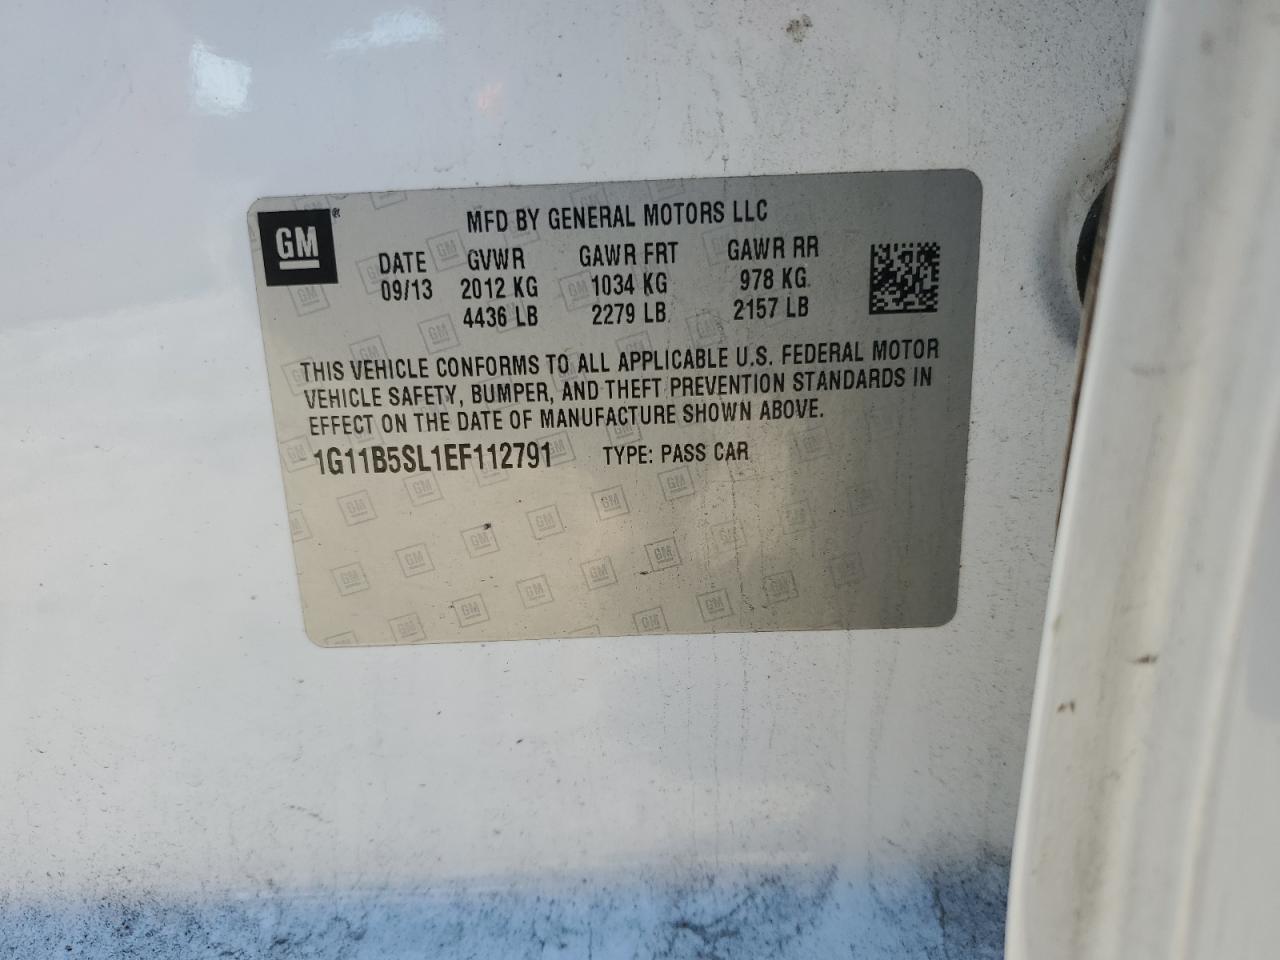 GM®
MFD BY GENERAL MOTORS LLC
DATE GVWR GAWR FRT GAWR RR
09/13 2012 KG 1034 KG 978 KG
4436 LB 2279 LB 2157 LB
THIS VEHICLE CONFORMS TO ALL APPLICABLE U.S. FEDERAL MOTOR
VEHICLE SAFETY, BUMPER, AND THEFT PREVENTION STANDARDS IN
EFFECT ON THE DATE OF MANUFACTURE SHOWN ABOVE.
1G11B5SL1EF112791 TYPE: PASS CAR